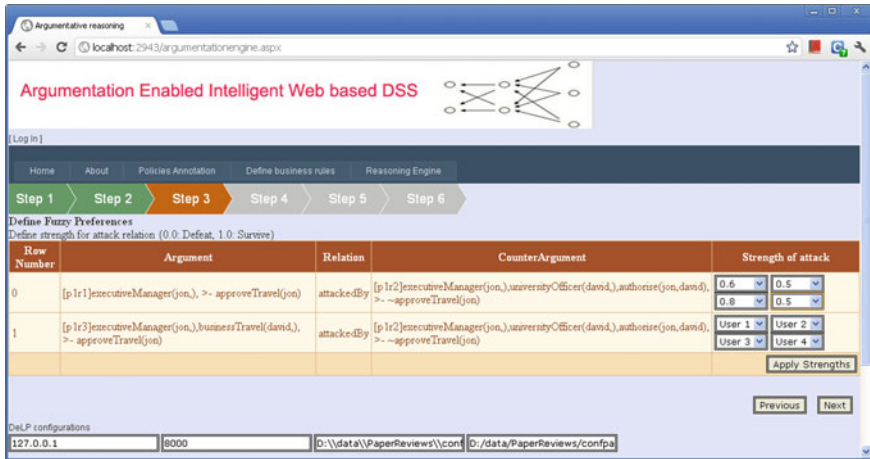 Argumentative reasoning
localhost:2943/argumentationengine.aspx
Argumentation Enabled Intelligent Web based DSS
[ Log In ]
Home About Policies Annotation Define business rules Reasoning Engine
Step 1 Step 2 Step 3 Step 4 Step 5 Step 6
Define Fuzzy Preferences
Define strength for attack relation (0.0: Defeat, 1.0: Survive)
Row Number Argument Relation CounterArgument Strength of attack
0 [p1r1]executiveManager(jon,), >- approveTravel(jon) attackedBy [p1r2]executiveManager(jon,),univernityOfficer(david,),authorise(jon,david), >- ~approveTravel(jon) 0.6 0.5 0.8 0.5
1 [p1r3]executiveManager(jon,),businessTravel(david,), >- approveTravel(jon) attackedBy [p1r2]executiveManager(jon,),univernityOfficer(david,),authorise(jon,david), >- ~approveTravel(jon) User 1 User 2 User 3 User 4
Apply Strengths
Previous Next
DeLP configurations
127.0.0.1 8000 D:\\data\\PaperReviews\\conf D:/data/PaperReviews/confpa